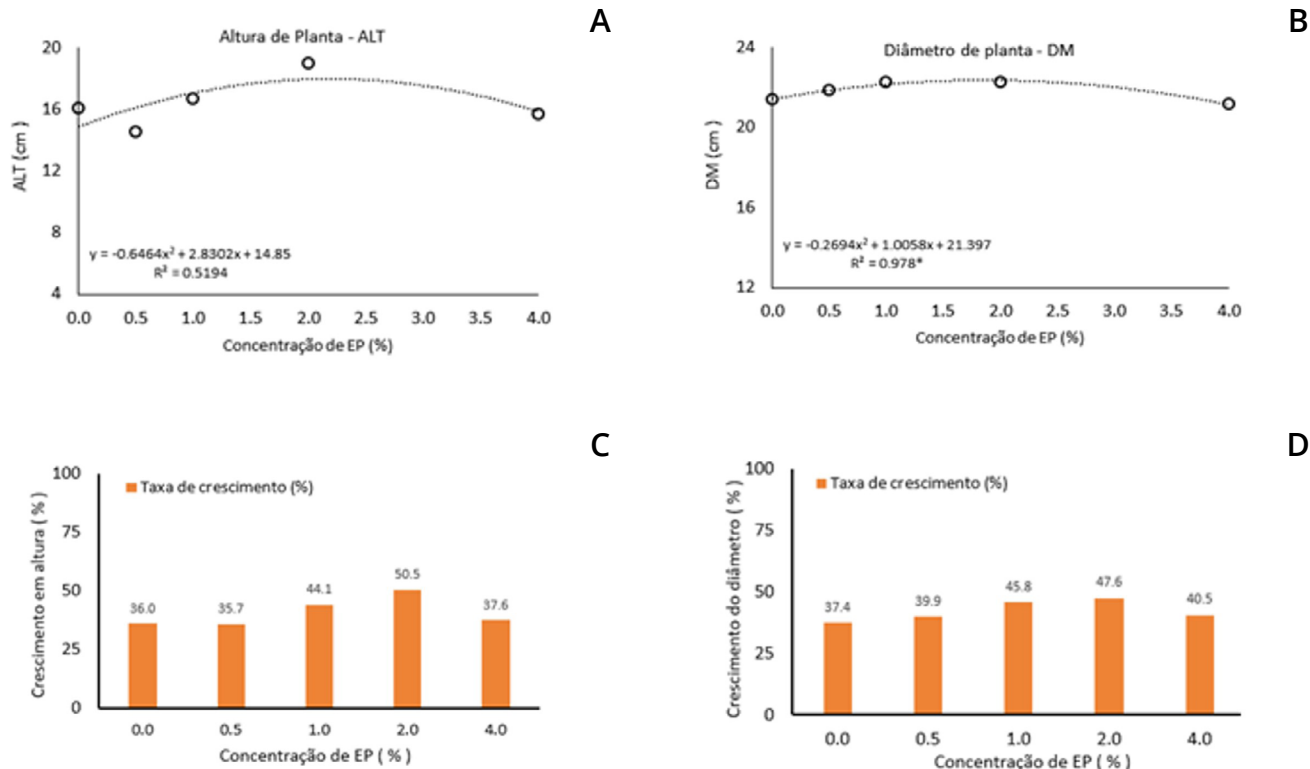 A
Altura de Planta - ALT
20
16
12
8
4
ALT (cm)
y = -0.6464x² + 2.8302x + 14.85
R² = 0.5194
0.0 0.5 1.0 2.0 2.5 3.0 3.5 4.0
Concentração de EP (%)
B
Diâmetro de planta - DM
24
20
16
12
DM (cm)
y = -0.2694x² + 1.0058x + 21.397
R² = 0.978*
0.0 0.5 1.0 2.0 1.5 2.5 3.0 3.5 4.0
Concentração de EP (%)
C
Taxa de crescimento (%)
100
75
50
25
0
Crescimento em altura ( % )
36.0 35.7 44.1 50.5 37.6
0.0 0.5 1.0 2.0 4.0
Concentração de EP ( % )
D
Taxa de crescimento (%)
100
75
50
25
0
Crescimento do diâmetro ( % )
37.4 39.9 45.8 47.6 40.5
0.0 0.5 1.0 2.0 4.0
Concentração de EP ( % )